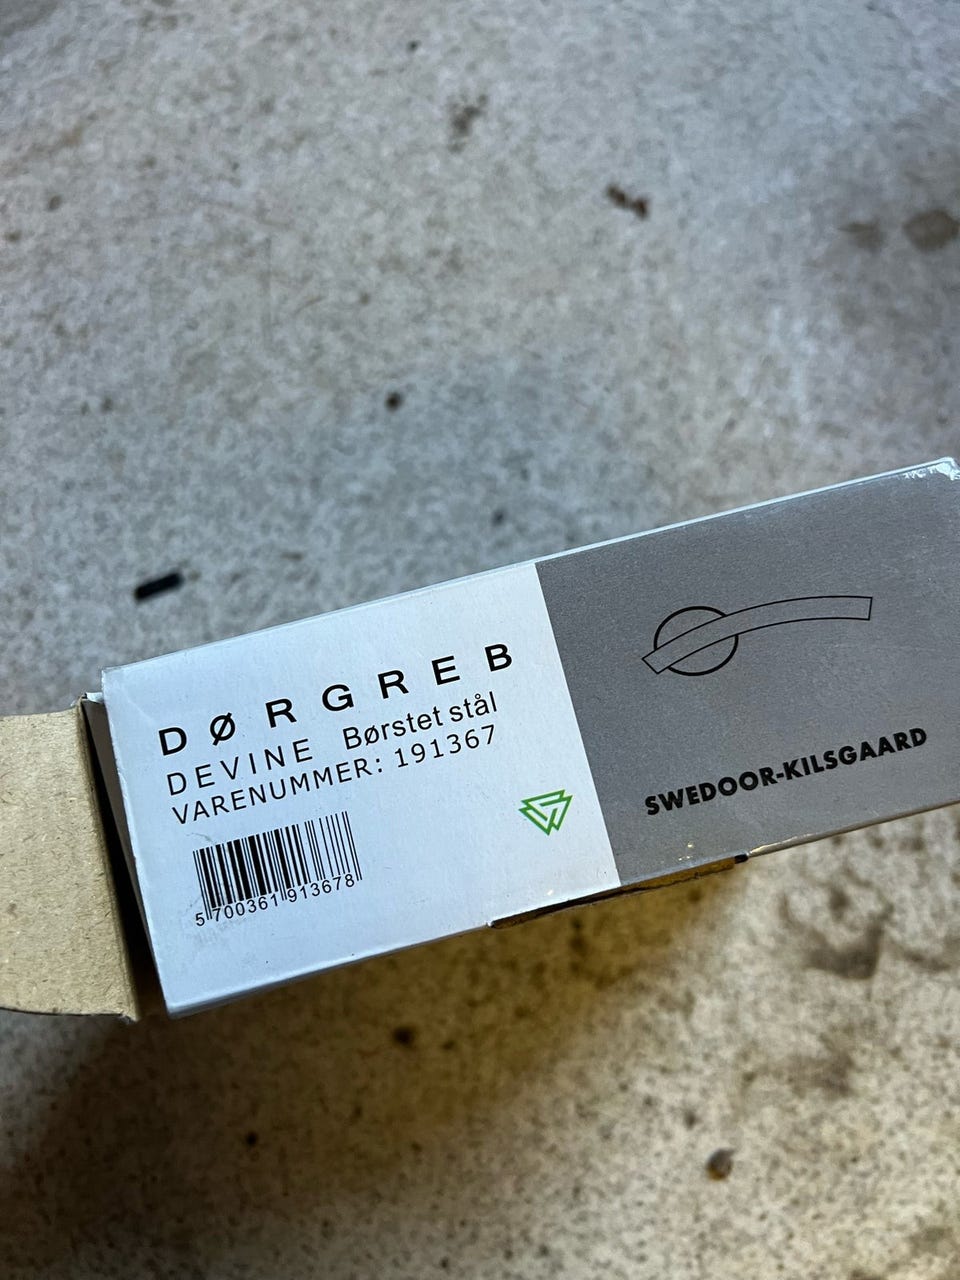 DØRGREB
DEVINE Børstet stål
VARENUMMER: 191367
5 700361 913678
SWEDOOR-KILSGAARD